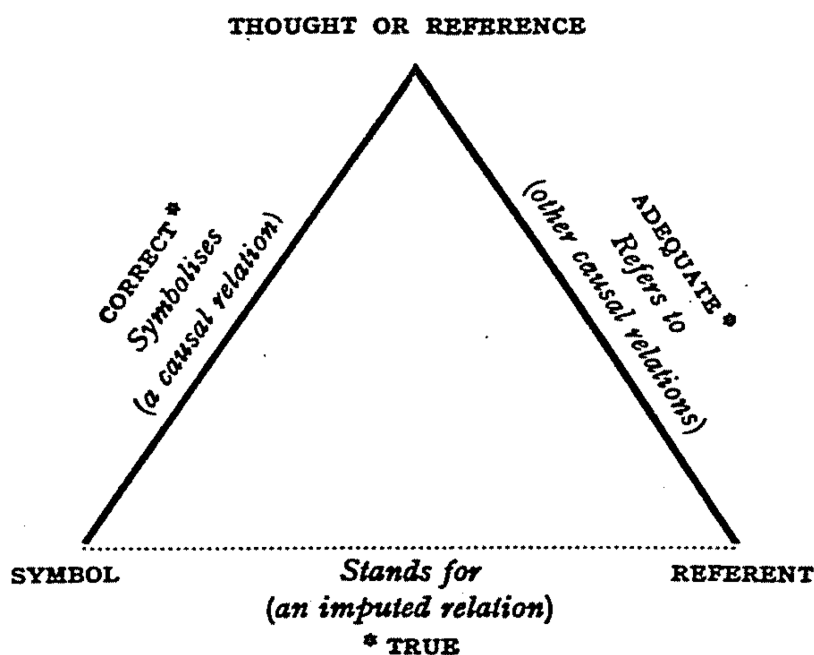 THOUGHT OR REFERENCE
CORRECT*
Symbolises
(a causal relation)
ADEQUATE*
Refers to
(other causal relations)
SYMBOL
Stands for
(an imputed relation)
* TRUE
REFERENT